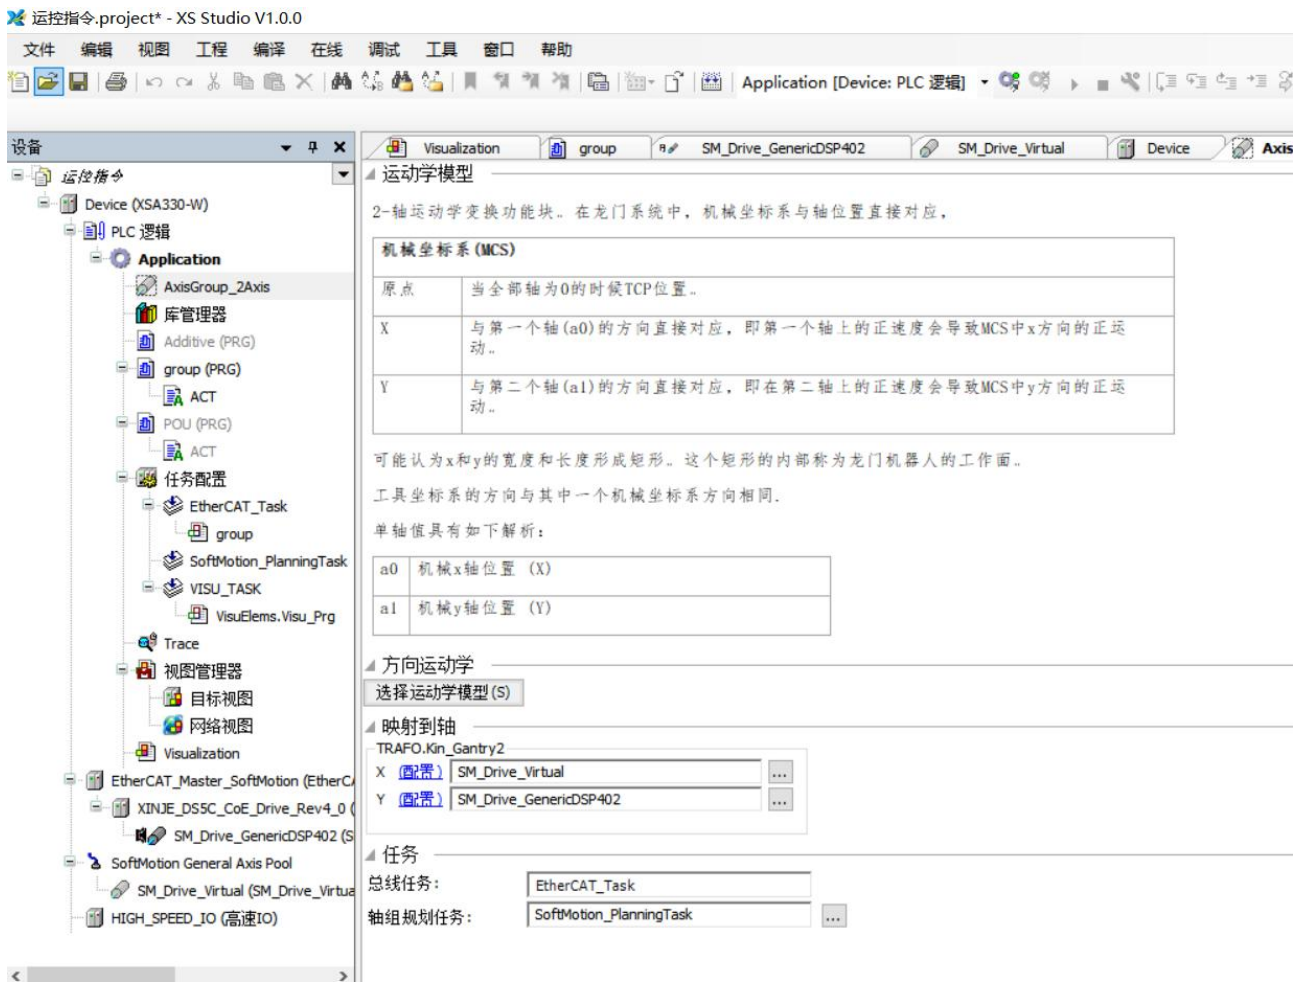 运控指令.project* - XS Studio V1.0.0
文件 编辑 视图 工程 编译 在线 调试 工具 窗口 帮助
Application [Device: PLC 逻辑]
设备
运控指令
Device (XSA330-W)
PLC 逻辑
Application
AxisGroup_2Axis
库管理器
Additive (PRG)
group (PRG)
ACT
POU (PRG)
ACT
任务配置
EtherCAT_Task
group
SoftMotion_PlanningTask
VISU_TASK
VisuElems.Visu_Prg
Trace
视图管理器
目标视图
网络视图
Visualization
EtherCAT_Master_SoftMotion (EtherCA
XINJE_DS5C_CoE_Drive_Rev4_0 (
SM_Drive_GenericDSP402 (S
SoftMotion General Axis Pool
SM_Drive_Virtual (SM_Drive_Virtua
HIGH_SPEED_IO (高速IO)
Visualization group SM_Drive_GenericDSP402 SM_Drive_Virtual Device Axis
运动学模型
2-轴运动学变换功能块。在龙门系统中, 机械坐标系与轴位置直接对应,
机械坐标系(MCS)
原点 当全部轴为0的时候TCP位置。
X 与第一个轴(a0)的方向直接对应, 即第一个轴上的正速度会导致MCS中x方向的正运
动。
Y 与第二个轴(a1)的方向直接对应, 即在第二轴上的正速度会导致MCS中y方向的正运
动。
可能认为x和y的宽度和长度形成矩形。这个矩形的内部称为龙门机器人的工作面。
工具坐标系的方向与其中一个机械坐标系方向相同.
单轴值具有如下解析:
a0 机械x轴位置 (X)
a1 机械y轴位置 (Y)
方向运动学
选择运动学模型(S)
映射到轴
TRAFO.Kin_Gantry2
X (配置) SM_Drive_Virtual ...
Y (配置) SM_Drive_GenericDSP402 ...
任务
总线任务: EtherCAT_Task
轴组规划任务: SoftMotion_PlanningTask ...